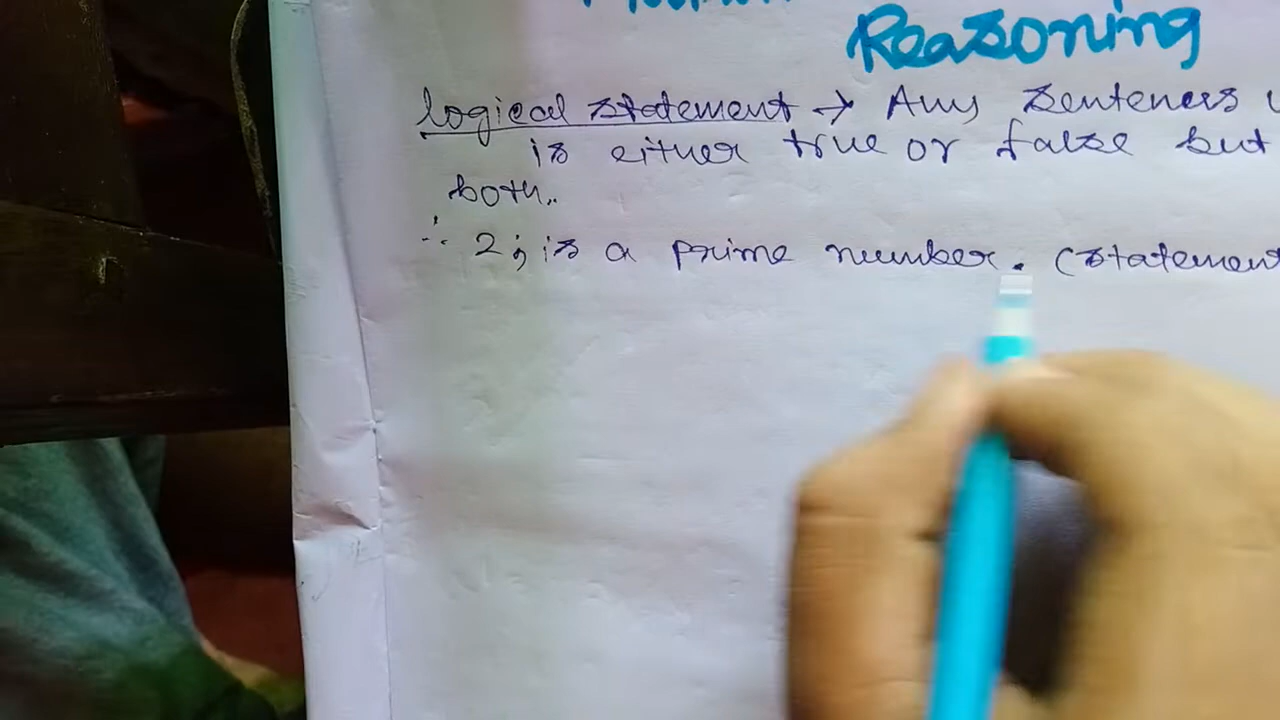 Reasoning
logical statement → Any sentences
is either true or false but
both..
∴ 2; is a prime number. (statement